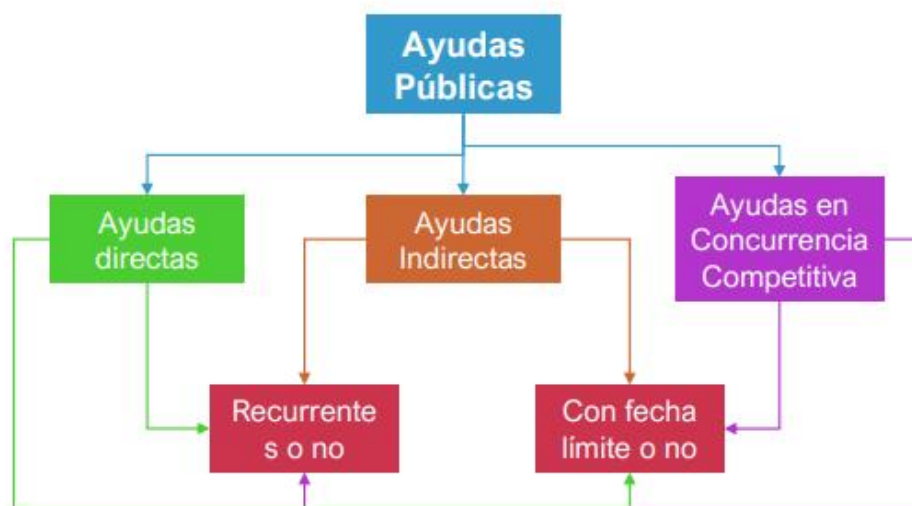 Ayudas
Públicas
Ayudas
directas
Ayudas
Indirectas
Ayudas en
Concurrencia
Competitiva
Recurrente
s o no
Con fecha
límite o no